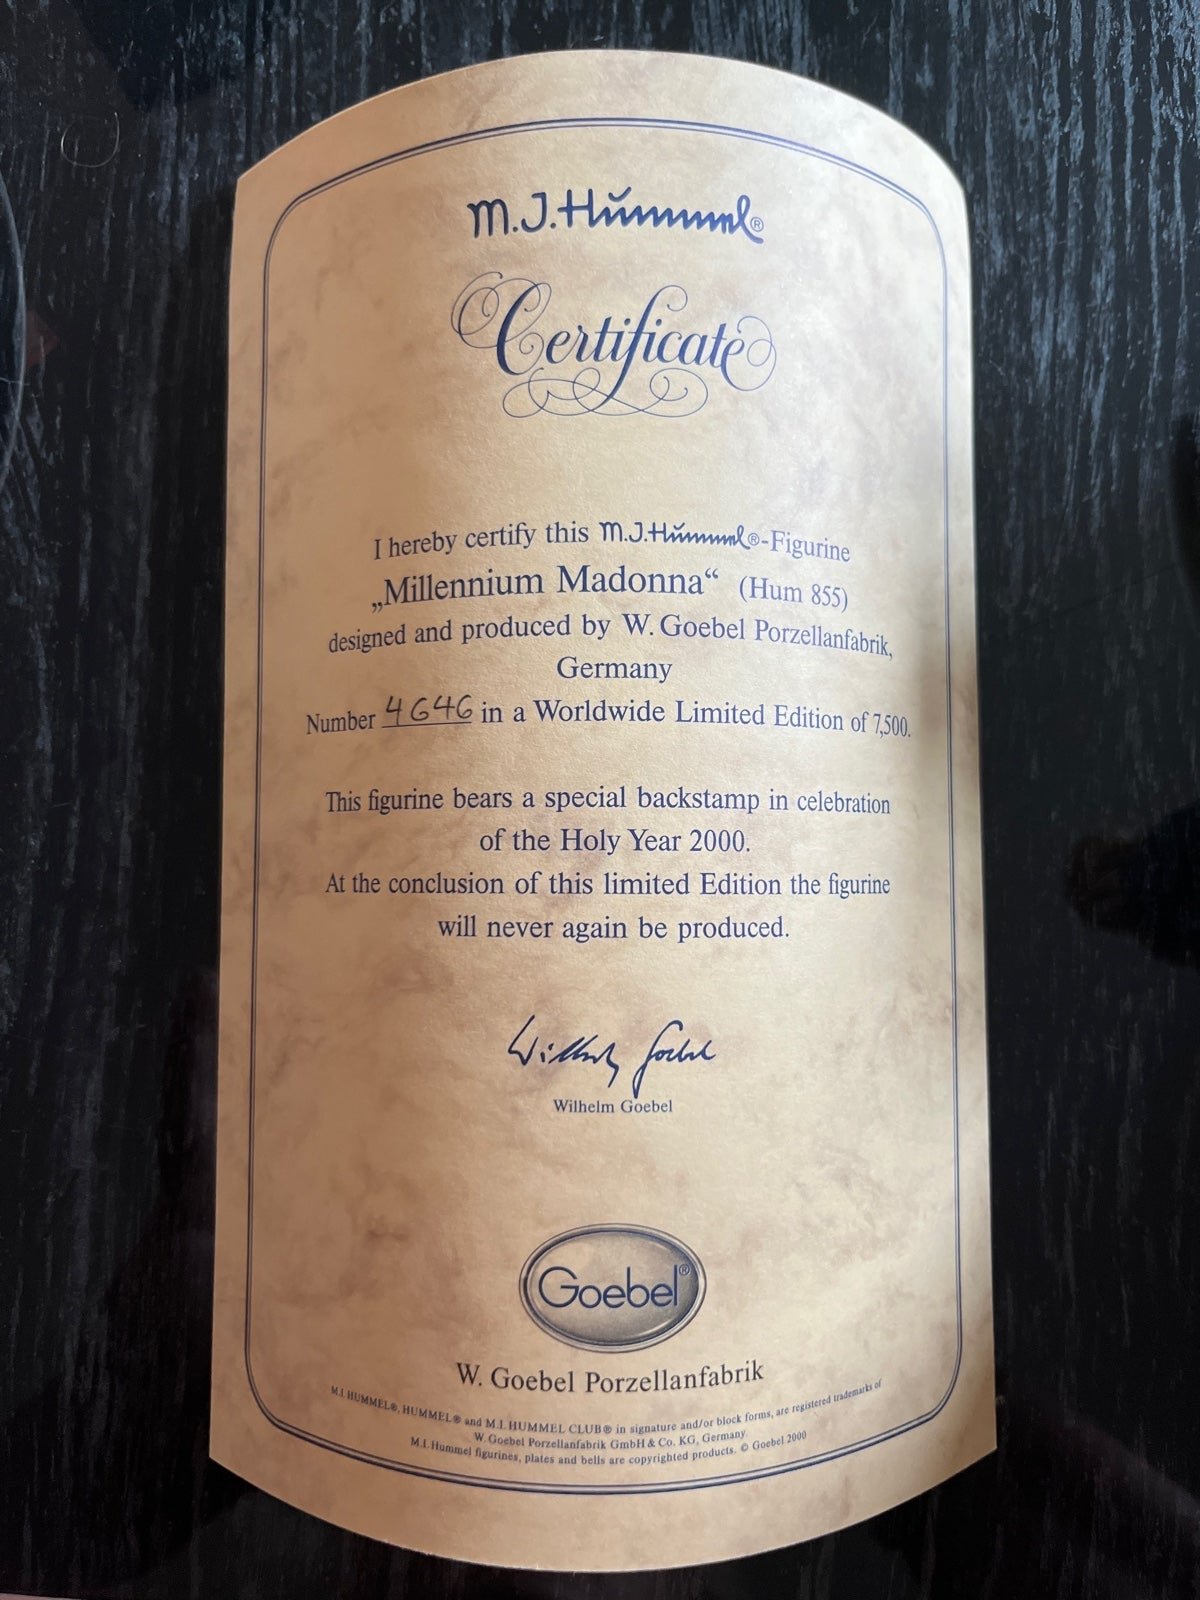 M.J.Hummel®
Certificate
I hereby certify this M.J.Hummel®-Figurine
„Millennium Madonna“ (Hum 855)
designed and produced by W. Goebel Porzellanfabrik,
Germany
Number 4646 in a Worldwide Limited Edition of 7,500.
This figurine bears a special backstamp in celebration
of the Holy Year 2000.
At the conclusion of this limited Edition the figurine
will never again be produced.
Wilhelm Goebel
Wilhelm Goebel
Goebel®
W. Goebel Porzellanfabrik
M.I. HUMMEL®, HUMMEL® and M.I. HUMMEL CLUB® in signature and/or block forms, are registered trademarks of
W. Goebel Porzellanfabrik GmbH & Co. KG, Germany
M.I. Hummel figurines, plates and bells are copyrighted products. © Goebel 2000